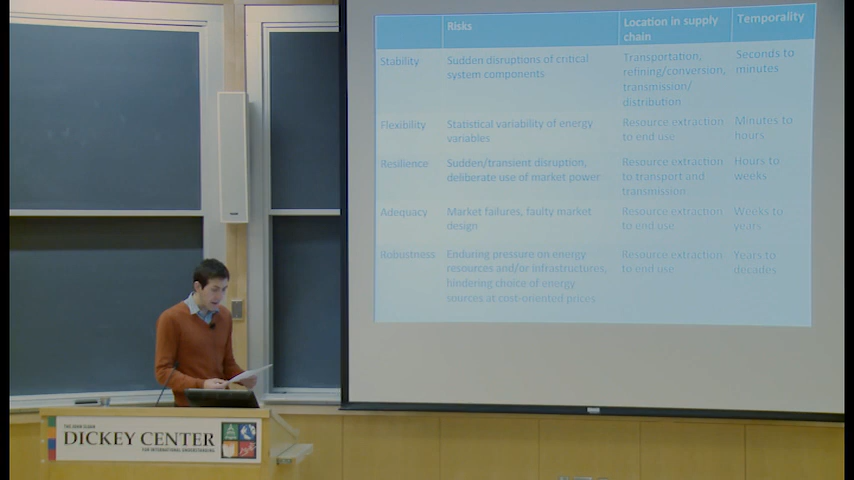 Risks
Location in supply
chain
Temporality
Stability
Sudden disruptions of critical
system components
Transportation,
refining/conversion,
transmission/
distribution
Seconds to
minutes
Flexibility
Statistical variability of energy
variables
Resource extraction
to end use
Minutes to
hours
Resilience
Sudden/transient disruption,
deliberate use of market power
Resource extraction
to transport and
transmission
Hours to
weeks
Adequacy
Market failures, faulty market
design
Resource extraction
to end use
Weeks to
years
Robustness
Enduring pressure on energy
resources and/or infrastructures,
hindering choice of energy
sources at cost-oriented prices
Resource extraction
to end use
Years to
decades
DICKEY CENTER
FOR INTERNATIONAL UNDERSTANDING